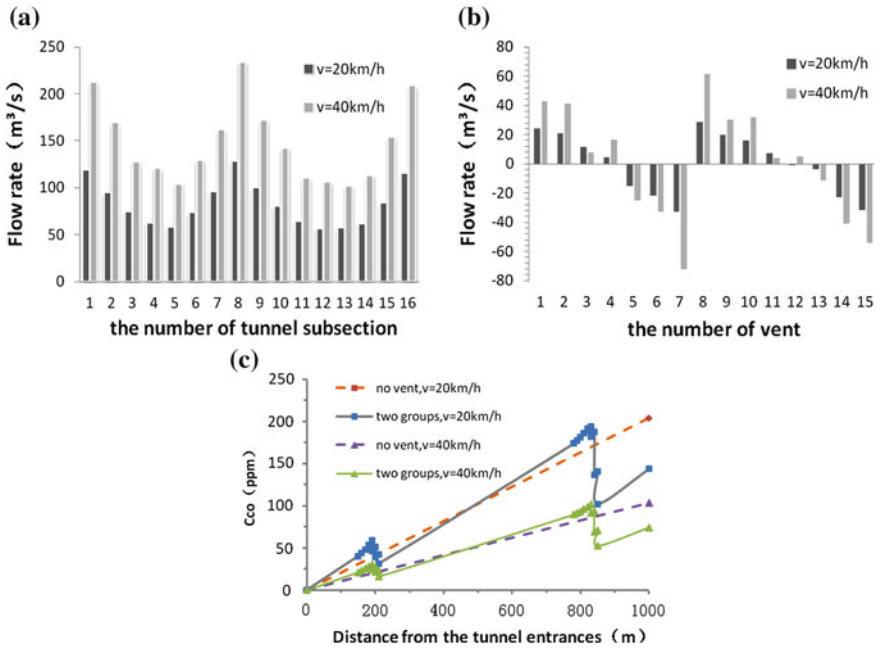 (a)
250
200
150
100
50
0
Flow rate（m³/s）
v=20km/h
v=40km/h
1 2 3 4 5 6 7 8 9 10 11 12 13 14 15 16
the number of tunnel subsection
(b)
80
60
40
20
0
-20
-40
-60
-80
Flow rate（m³/s）
v=20km/h
v=40km/h
1 2 3 4 5 6 7 8 9 10 11 12 13 14 15
the number of vent
(c)
250
200
150
100
50
0
Cco（ppm）
no vent,v=20km/h
two groups,v=20km/h
no vent,v=40km/h
two groups,v=40km/h
0 200 400 600 800 1000
Distance from the tunnel entrances（m）